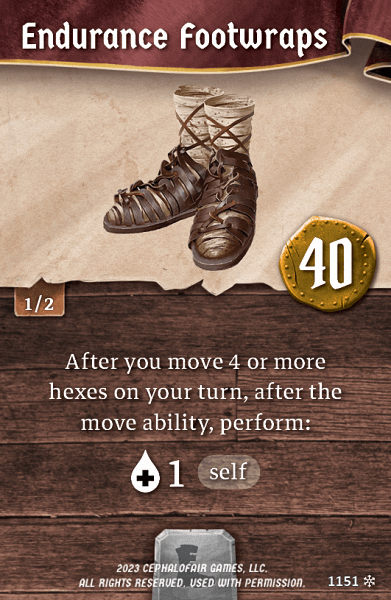 Endurance Footwraps
40
1/2
After you move 4 or more
hexes on your turn, after the
move ability, perform:
1 self
2023 CEPHALOFAIR GAMES, LLC.
ALL RIGHTS RESERVED. USED WITH PERMISSION.
1151